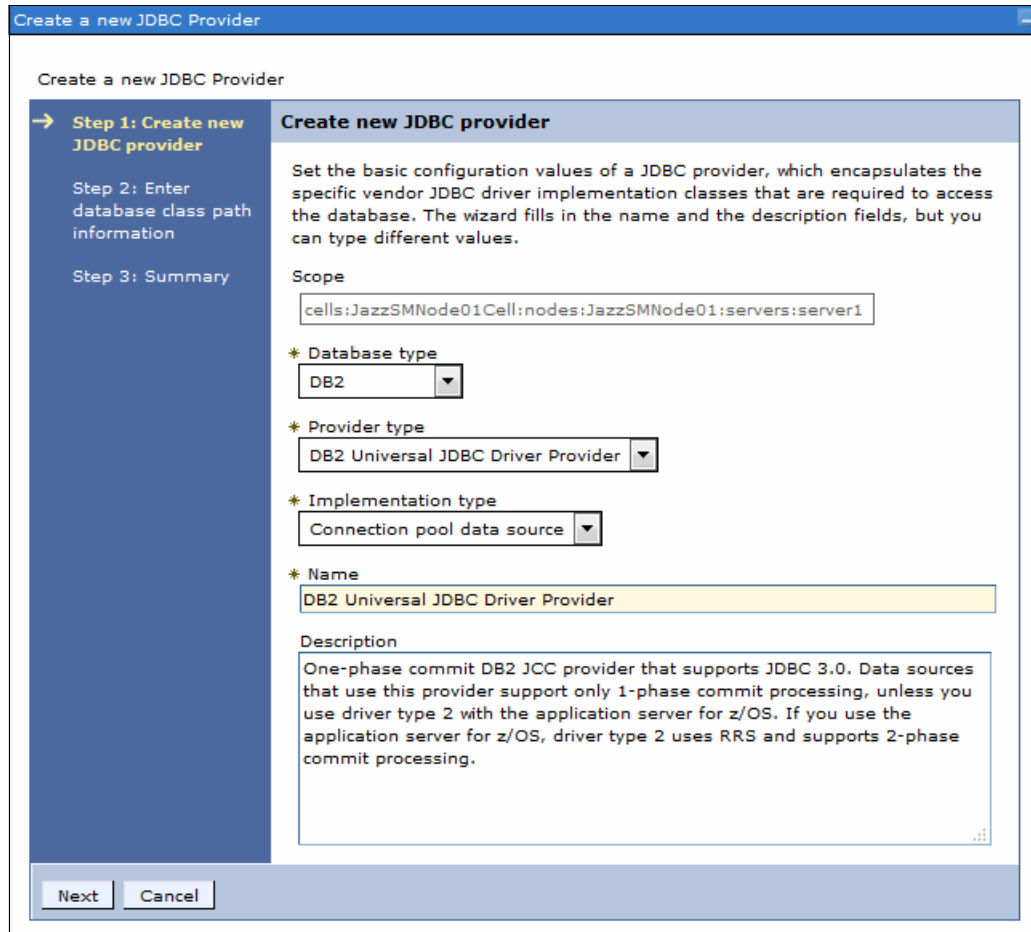 Create a new JDBC Provider
Create a new JDBC Provider
Step 1: Create new
JDBC provider
Step 2: Enter
database class path
information
Step 3: Summary
Create new JDBC provider
Set the basic configuration values of a JDBC provider, which encapsulates the
specific vendor JDBC driver implementation classes that are required to access
the database. The wizard fills in the name and the description fields, but you
can type different values.
Scope
cells:JazzSMNode01Cell:nodes:JazzSMNode01:servers:server1
* Database type
DB2
* Provider type
DB2 Universal JDBC Driver Provider
* Implementation type
Connection pool data source
* Name
DB2 Universal JDBC Driver Provider
Description
One-phase commit DB2 JCC provider that supports JDBC 3.0. Data sources
that use this provider support only 1-phase commit processing, unless you
use driver type 2 with the application server for z/OS. If you use the
application server for z/OS, driver type 2 uses RRS and supports 2-phase
commit processing.
Next Cancel